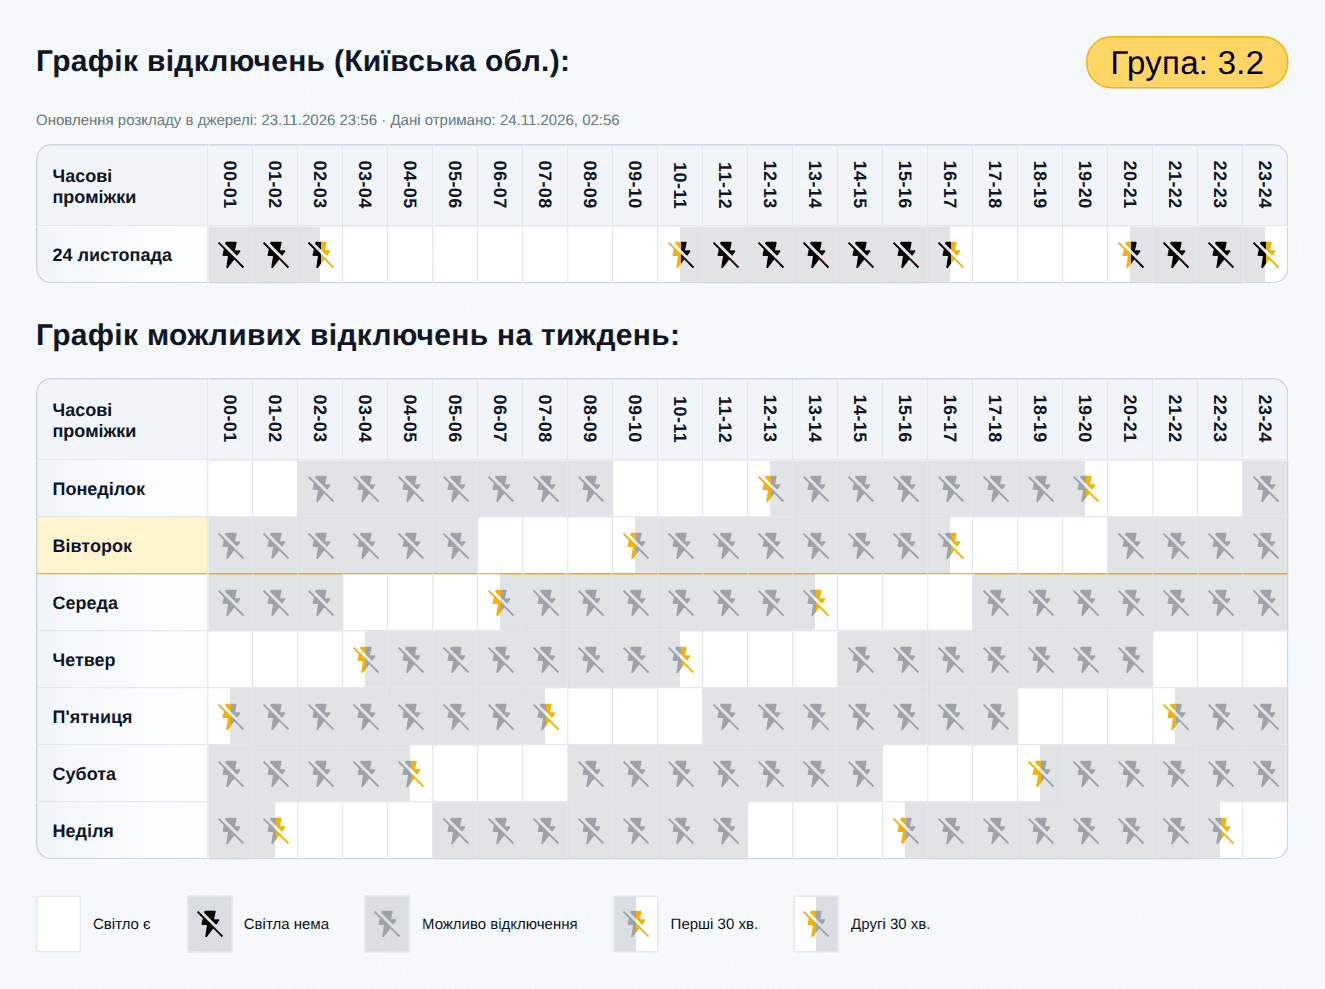 Графік відключень (Київська обл.):
Група: 3.2
Оновлення розкладу в джерелі: 23.11.2026 23:56 · Дані отримано: 24.11.2026, 02:56
Часові
проміжки
00-01 01-02 02-03 03-04 04-05 05-06 06-07 07-08 08-09 09-10 10-11 11-12 12-13 13-14 14-15 15-16 16-17 17-18 18-19 19-20 20-21 21-22 22-23 23-24
24 листопада
Графік можливих відключень на тиждень:
Часові
проміжки
00-01 01-02 02-03 03-04 04-05 05-06 06-07 07-08 08-09 09-10 10-11 11-12 12-13 13-14 14-15 15-16 16-17 17-18 18-19 19-20 20-21 21-22 22-23 23-24
Понеділок
Вівторок
Середа
Четвер
П'ятниця
Субота
Неділя
Світло є
Світла нема
Можливо відключення
Перші 30 хв.
Другі 30 хв.